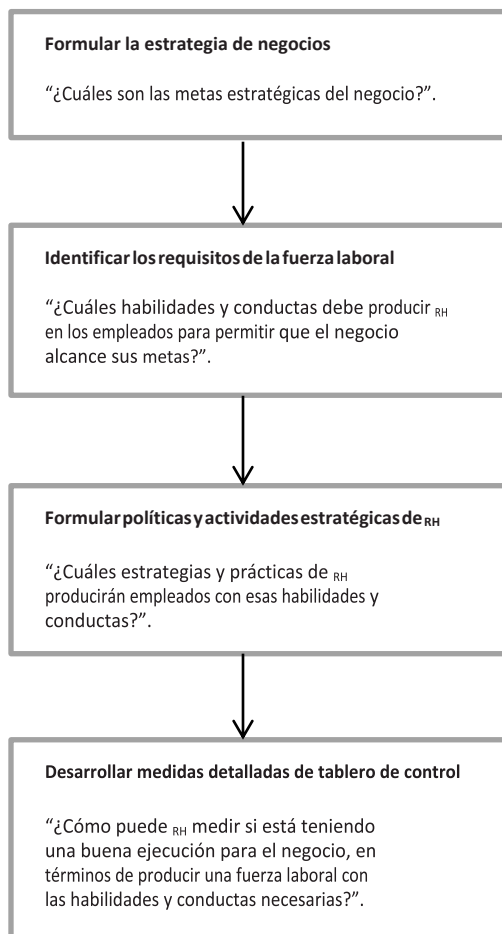 Formular la estrategia de negocios
“¿Cuáles son las metas estratégicas del negocio?”.
Identificar los requisitos de la fuerza laboral
“¿Cuáles habilidades y conductas debe producir RH
en los empleados para permitir que el negocio
alcance sus metas?”.
Formular políticas y actividades estratégicas de RH
“¿Cuáles estrategias y prácticas de RH
producirán empleados con esas habilidades y
conductas?”.
Desarrollar medidas detalladas de tablero de control
“¿Cómo puede RH medir si está teniendo
una buena ejecución para el negocio, en
términos de producir una fuerza laboral con
las habilidades y conductas necesarias?”.